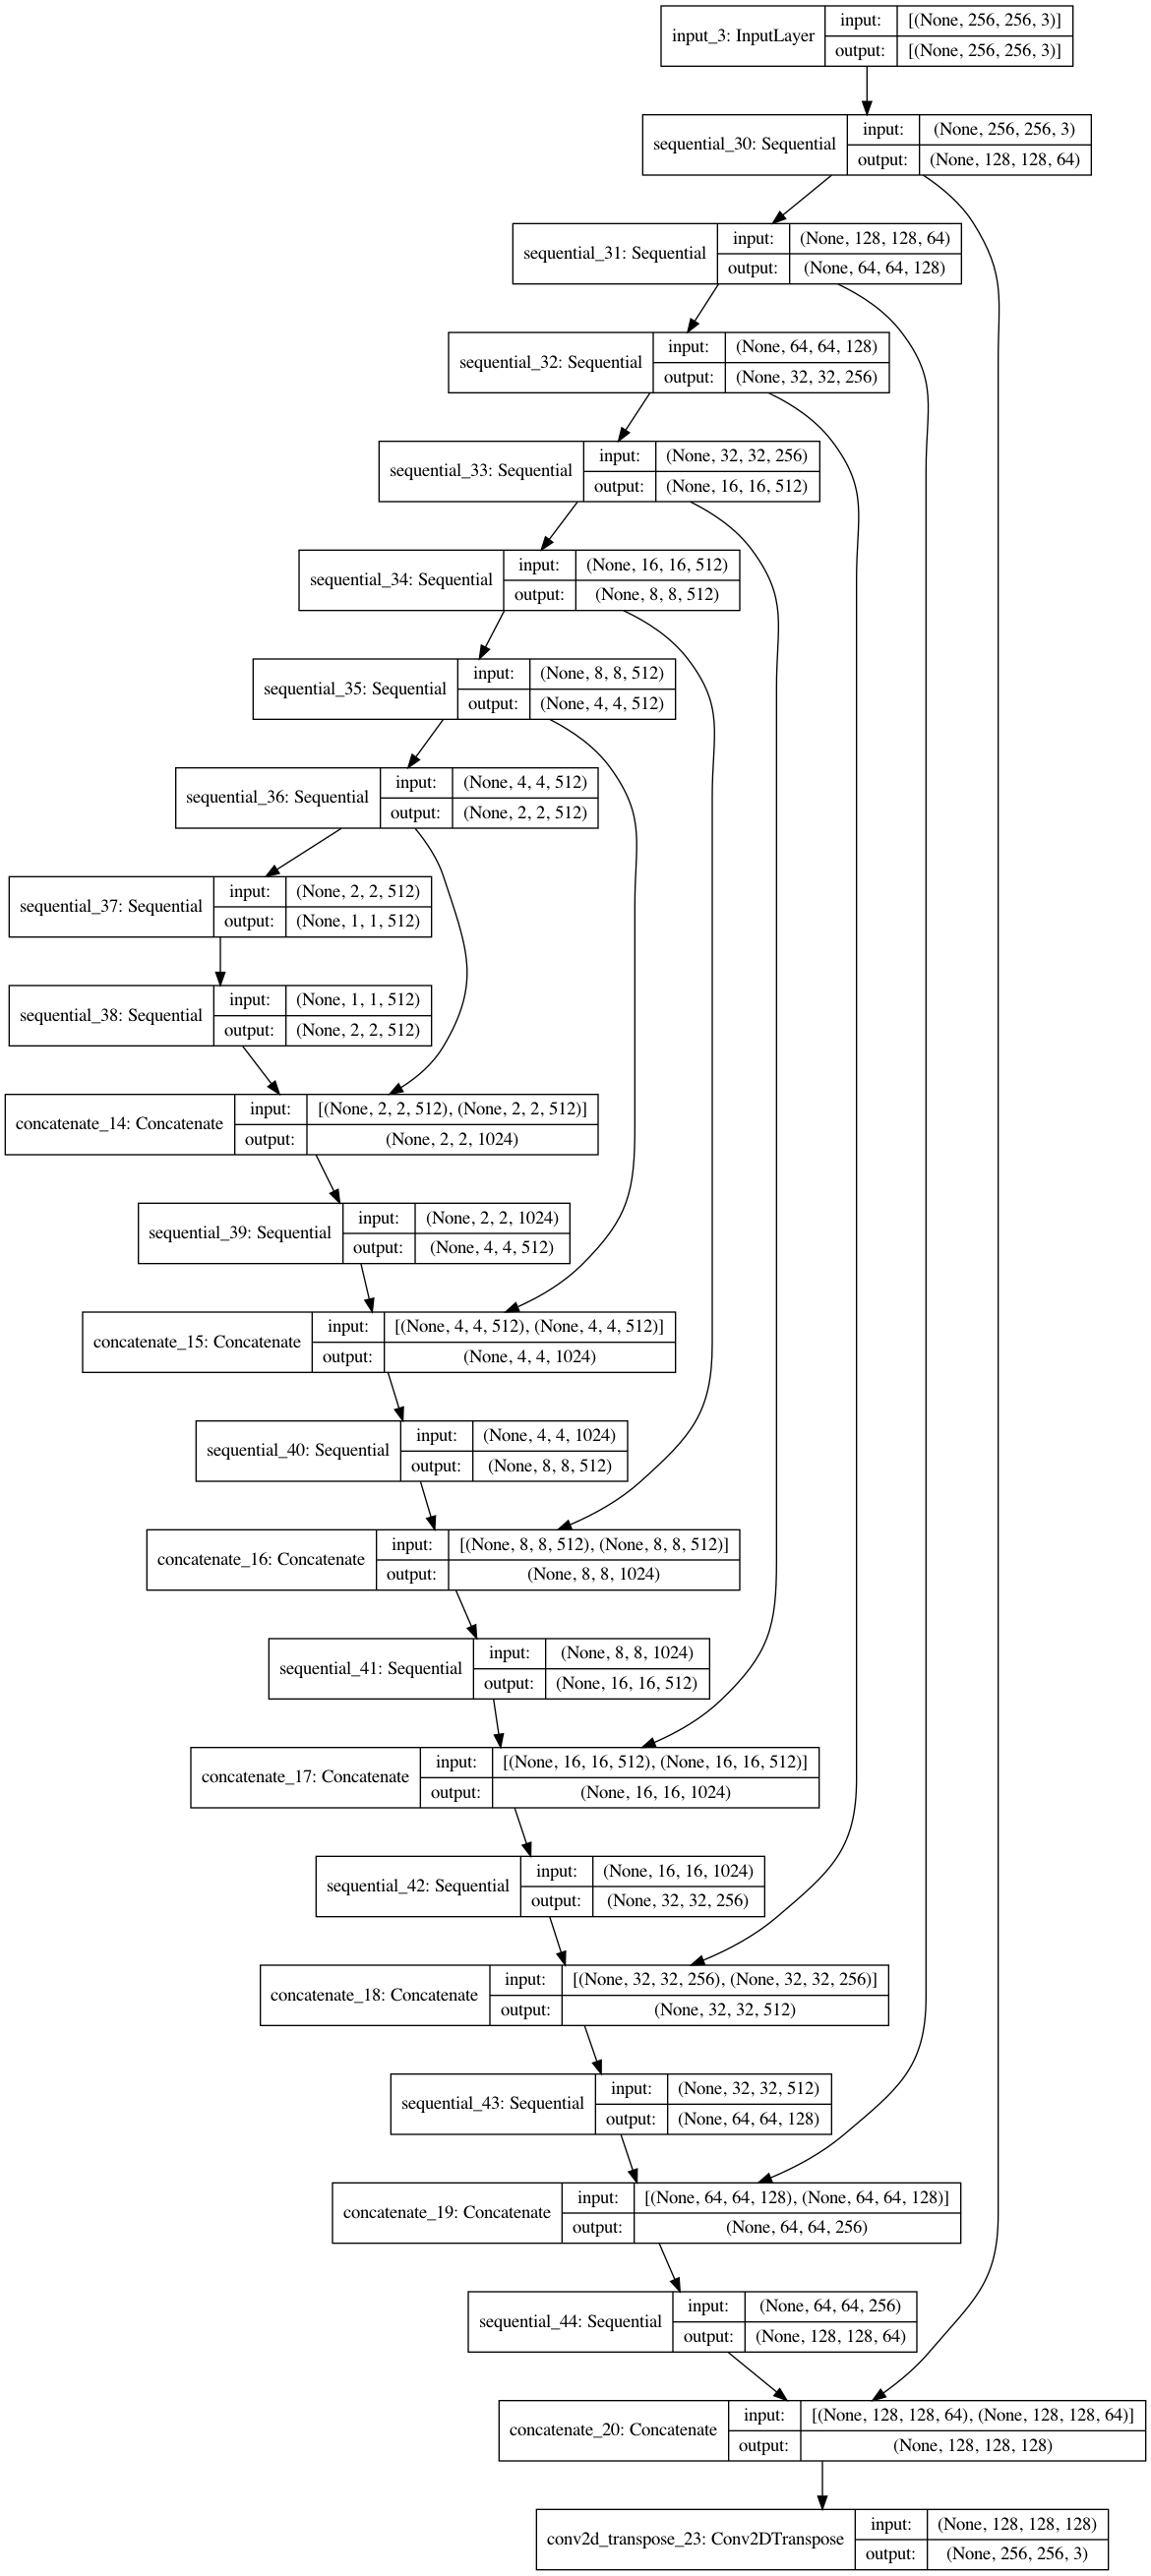 input_3: InputLayer
input: [(None, 256, 256, 3)]
output: [(None, 256, 256, 3)]
sequential_30: Sequential
input: (None, 256, 256, 3)
output: (None, 128, 128, 64)
sequential_31: Sequential
input: (None, 128, 128, 64)
output: (None, 64, 64, 128)
sequential_32: Sequential
input: (None, 64, 64, 128)
output: (None, 32, 32, 256)
sequential_33: Sequential
input: (None, 32, 32, 256)
output: (None, 16, 16, 512)
sequential_34: Sequential
input: (None, 16, 16, 512)
output: (None, 8, 8, 512)
sequential_35: Sequential
input: (None, 8, 8, 512)
output: (None, 4, 4, 512)
sequential_36: Sequential
input: (None, 4, 4, 512)
output: (None, 2, 2, 512)
sequential_37: Sequential
input: (None, 2, 2, 512)
output: (None, 1, 1, 512)
sequential_38: Sequential
input: (None, 1, 1, 512)
output: (None, 2, 2, 512)
concatenate_14: Concatenate
input: [(None, 2, 2, 512), (None, 2, 2, 512)]
output: (None, 2, 2, 1024)
sequential_39: Sequential
input: (None, 2, 2, 1024)
output: (None, 4, 4, 512)
concatenate_15: Concatenate
input: [(None, 4, 4, 512), (None, 4, 4, 512)]
output: (None, 4, 4, 1024)
sequential_40: Sequential
input: (None, 4, 4, 1024)
output: (None, 8, 8, 512)
concatenate_16: Concatenate
input: [(None, 8, 8, 512), (None, 8, 8, 512)]
output: (None, 8, 8, 1024)
sequential_41: Sequential
input: (None, 8, 8, 1024)
output: (None, 16, 16, 512)
concatenate_17: Concatenate
input: [(None, 16, 16, 512), (None, 16, 16, 512)]
output: (None, 16, 16, 1024)
sequential_42: Sequential
input: (None, 16, 16, 1024)
output: (None, 32, 32, 256)
concatenate_18: Concatenate
input: [(None, 32, 32, 256), (None, 32, 32, 256)]
output: (None, 32, 32, 512)
sequential_43: Sequential
input: (None, 32, 32, 512)
output: (None, 64, 64, 128)
concatenate_19: Concatenate
input: [(None, 64, 64, 128), (None, 64, 64, 128)]
output: (None, 64, 64, 256)
sequential_44: Sequential
input: (None, 64, 64, 256)
output: (None, 128, 128, 64)
concatenate_20: Concatenate
input: [(None, 128, 128, 64), (None, 128, 128, 64)]
output: (None, 128, 128, 128)
conv2d_transpose_23: Conv2DTranspose
input: (None, 128, 128, 128)
output: (None, 256, 256, 3)